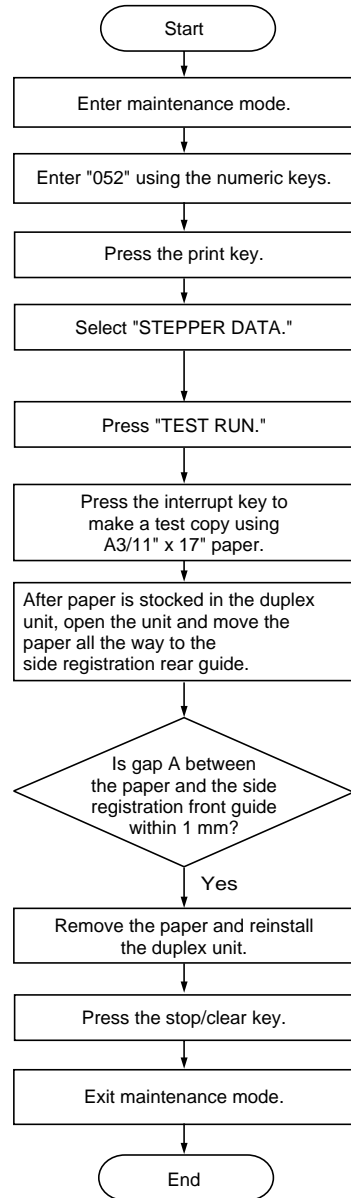 Start
Enter maintenance mode.
Enter "052" using the numeric keys.
Press the print key.
Select "STEPPER DATA."
Press "TEST RUN."
Press the interrupt key to
make a test copy using
A3/11" x 17" paper.
After paper is stocked in the duplex
unit, open the unit and move the
paper all the way to the
side registration rear guide.
Is gap A between
the paper and the side
registration front guide
within 1 mm?
Yes
Remove the paper and reinstall
the duplex unit.
Press the stop/clear key.
Exit maintenance mode.
End